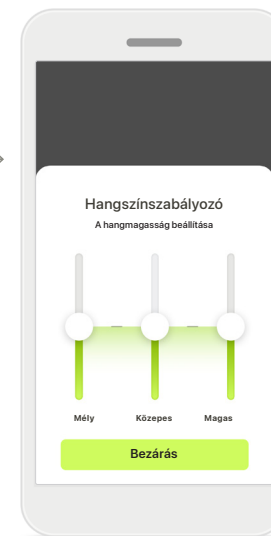 Hangszínszabályozó
A hangmagasság beállítása
Mély Közepes Magas
Bezárás